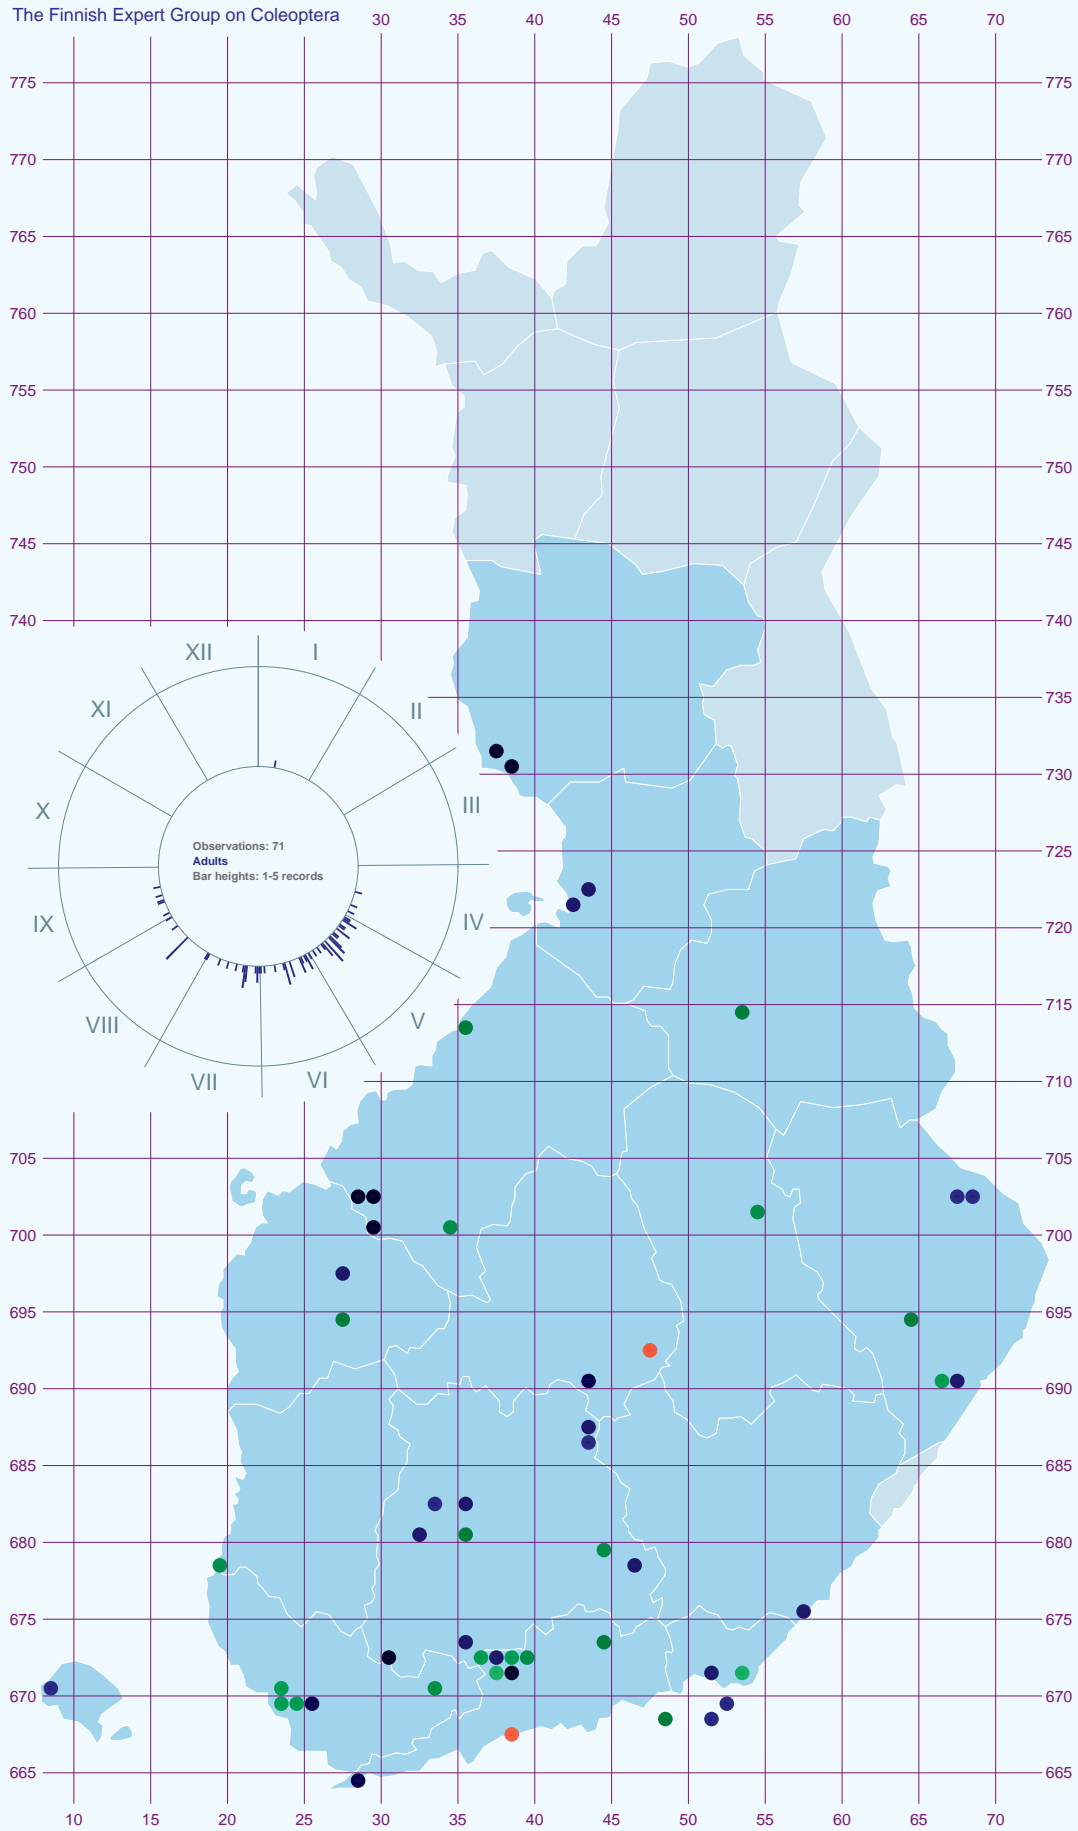 The Finnish Expert Group on Coleoptera
30 35 40 45 50 55 60 65 70
775 775
770 770
765 765
760 760
755 755
750 750
745 745
740 740
XII I
XI II
735
730
X III
725
Observations: 71
Adults
Bar heights: 1-5 records
IX IV
720
715
VIII V
VII VI
710
705 705
700 700
695 695
690 690
685 685
680 680
675 675
670 670
665 665
10 15 20 25 30 35 40 45 50 55 60 65 70